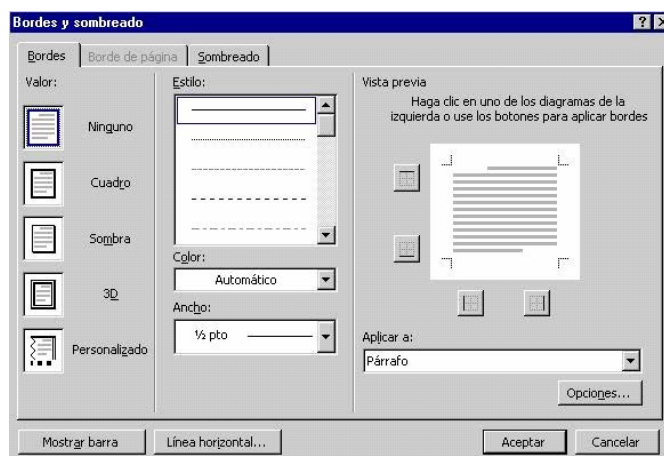 Bordes y sombreado
Bordes
Borde de página
Sombreado
Valor:
Ninguno
Cuadro
Sombra
3D
Personalizado
Estilo:
Color:
Automático
Ancho:
½ pto
Vista previa
Haga clic en uno de los diagramas de la
izquierda o use los botones para aplicar bordes
Aplicar a:
Párrafo
Opciones...
Mostrar barra
Línea horizontal...
Aceptar
Cancelar